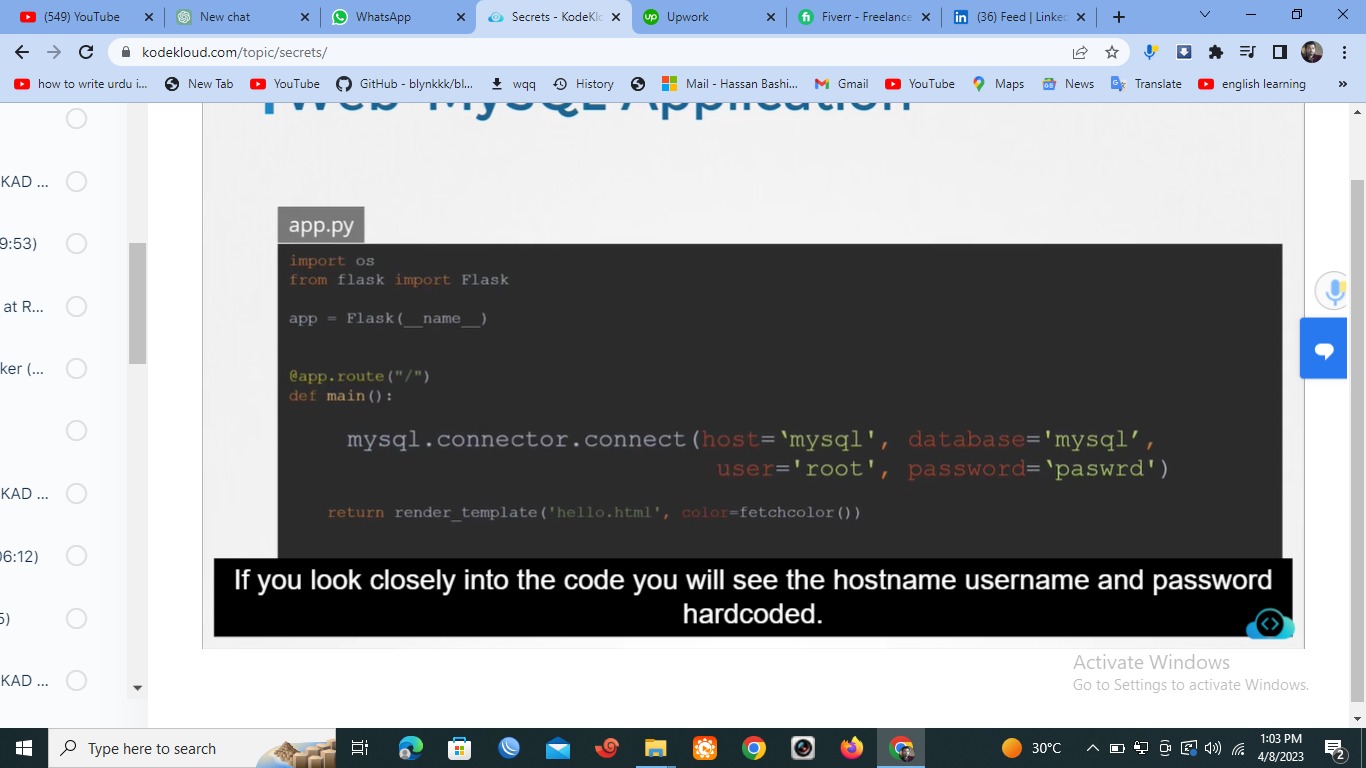 (549) YouTube
New chat
WhatsApp
Secrets - KodeKlo
Upwork
Fiverr - Freelance
(36) Feed | Linked
kodekloud.com/topic/secrets/
how to write urdu i...
New Tab
YouTube
GitHub - blynkkk/bl...
wqq
History
Mail - Hassan Bashi...
Gmail
YouTube
Maps
News
Translate
english learning
»
Web-MySQL Application
KAD ...
9:53)
at R...
ker (...
KAD ...
06:12)
5)
KAD ...
app.py
import os
from flask import Flask
app = Flask(__name__)
@app.route("/")
def main():
mysql.connector.connect(host=‘mysql', database='mysql’,
user='root', password=‘paswrd')
return render_template('hello.html', color=fetchcolor())
If you look closely into the code you will see the hostname username and password
hardcoded.
Activate Windows
Go to Settings to activate Windows.
Type here to search
30°C
1:03 PM
4/8/2023
2